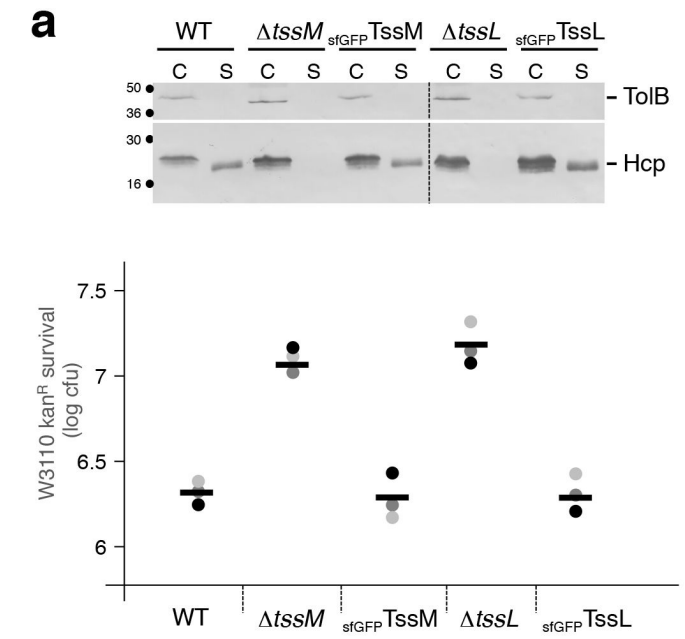 a
WT ΔtssM sfGFPTssM ΔtssL sfGFPTssL
C S C S C S C S C S
50
36
TolB
30
16
Hcp
W3110 kanR survival
(log cfu)
7.5
7
6.5
6
WT ΔtssM sfGFPTssM ΔtssL sfGFPTssL